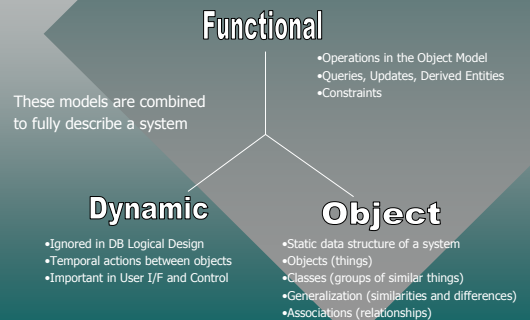 Functional
•Operations in the Object Model
•Queries, Updates, Derived Entities
•Constraints
These models are combined
to fully describe a system
Dynamic
•Ignored in DB Logical Design
•Temporal actions between objects
•Important in User I/F and Control
Object
•Static data structure of a system
•Objects (things)
•Classes (groups of similar things)
•Generalization (similarities and differences)
•Associations (relationships)